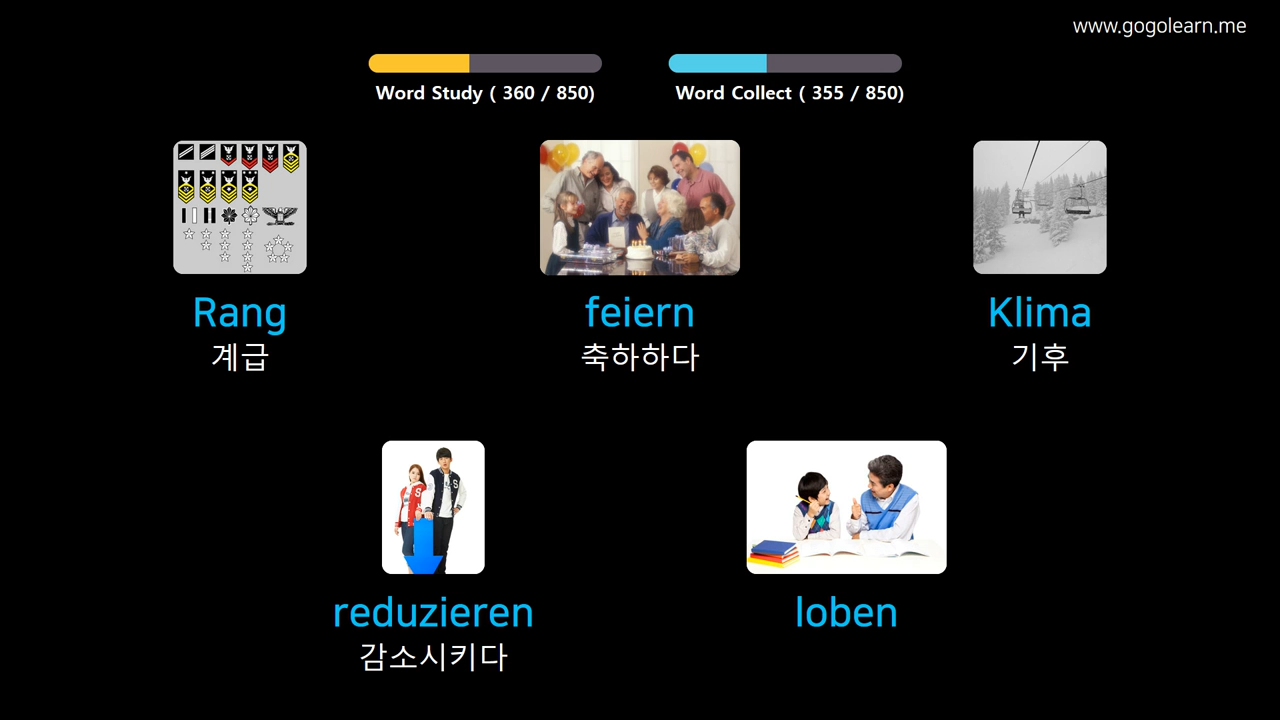 www.gogolearn.me
Word Study ( 360 / 850)
Word Collect ( 355 / 850)
Rang
계급
feiern
축하하다
Klima
기후
reduzieren
감소시키다
loben